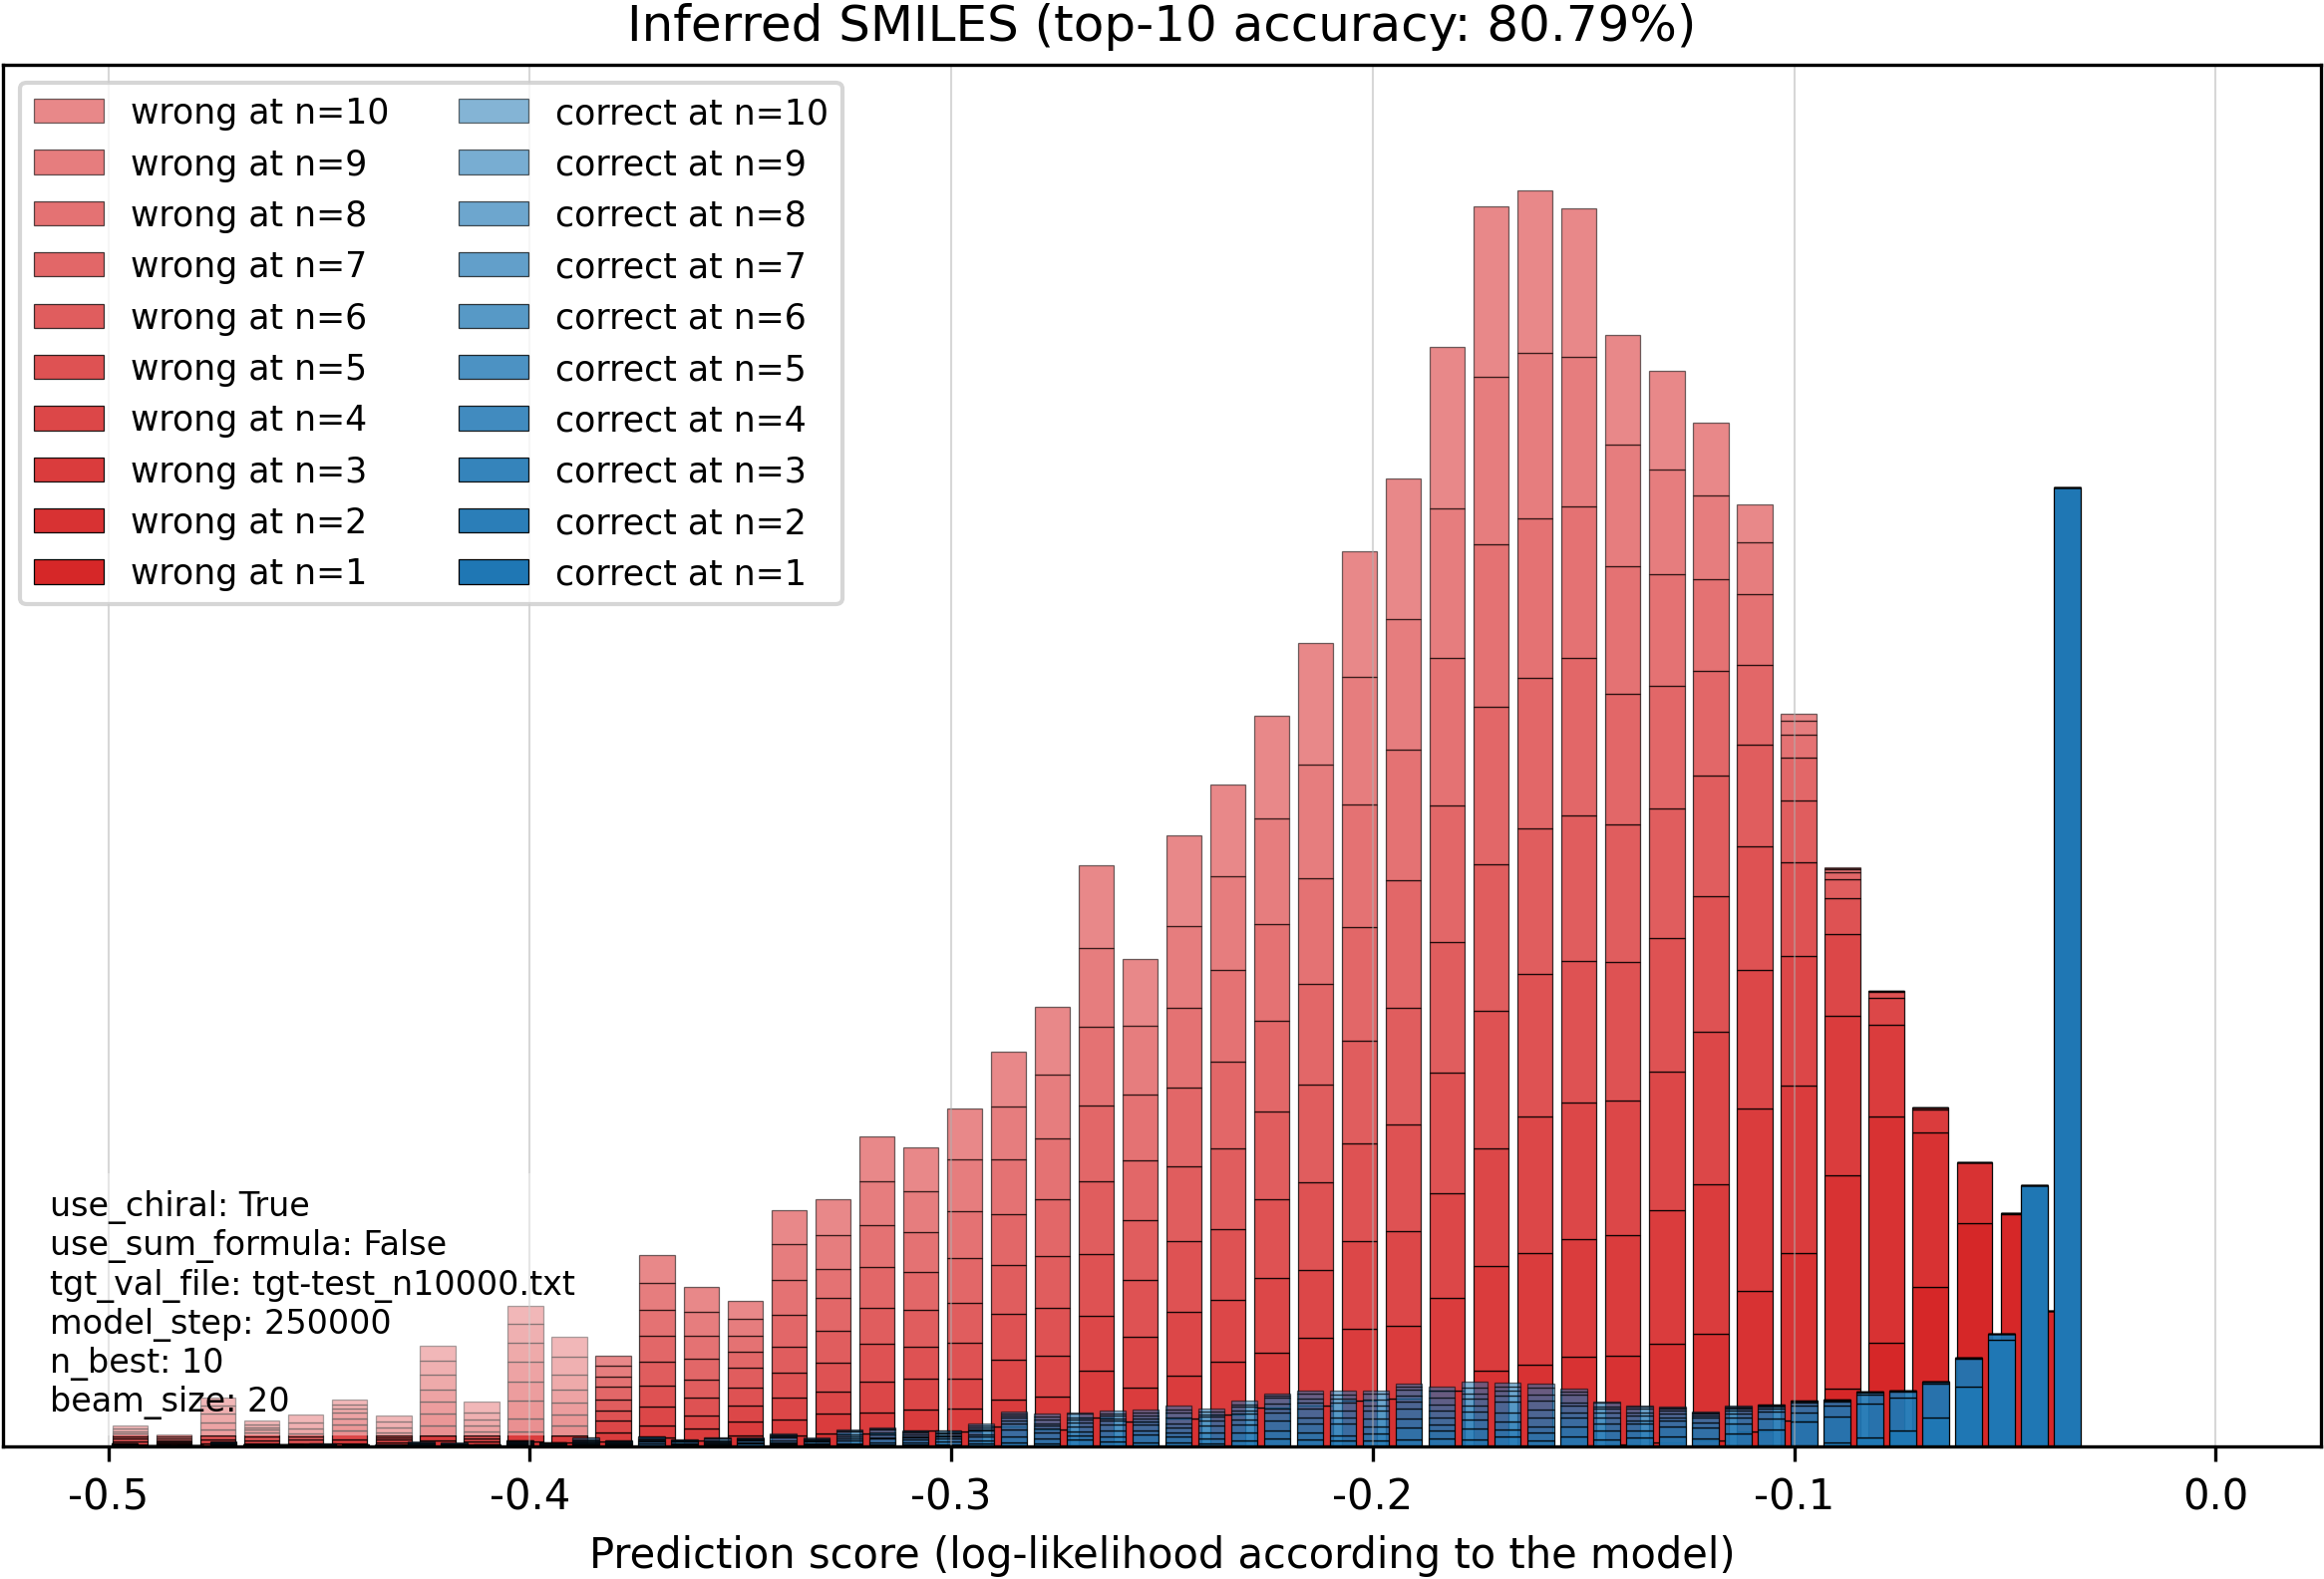 Inferred SMILES (top-10 accuracy: 80.79%)
wrong at n=10
wrong at n=9
wrong at n=8
wrong at n=7
wrong at n=6
wrong at n=5
wrong at n=4
wrong at n=3
wrong at n=2
wrong at n=1
correct at n=10
correct at n=9
correct at n=8
correct at n=7
correct at n=6
correct at n=5
correct at n=4
correct at n=3
correct at n=2
correct at n=1
use_chiral: True
use_sum_formula: False
tgt_val_file: tgt-test_n10000.txt
model_step: 250000
n_best: 10
beam_size: 20
-0.5 -0.4 -0.3 -0.2 -0.1 0.0
Prediction score (log-likelihood according to the model)